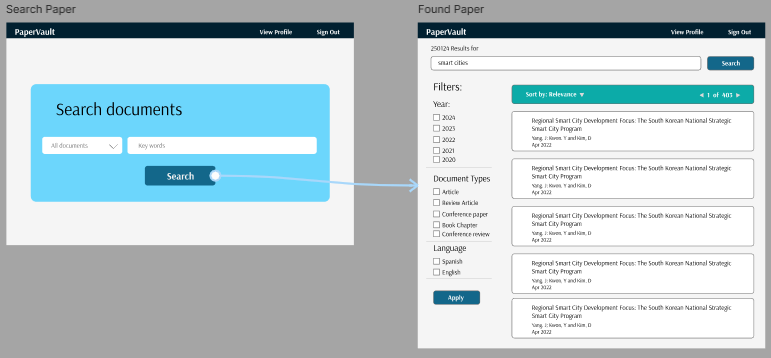 Search Paper
PaperVault
View Profile
Sign Out
Search documents
All documents
Key words
Search
Found Paper
PaperVault
View Profile
Sign Out
250124 Results for
smart cities
Search
Filters:
Year:
2024
2023
2022
2021
2020
Document Types
Article
Review Article
Conference paper
Book Chapter
Conference review
Language
Spanish
English
Apply
Sort by: Relevance ▼
◀ 1 of 403 ▶
Regional Smart City Development Focus: The South Korean National Strategic
Smart City Program
Yang, J; Kwon, Y and Kim, D
Apr 2022
Regional Smart City Development Focus: The South Korean National Strategic
Smart City Program
Yang, J; Kwon, Y and Kim, D
Apr 2022
Regional Smart City Development Focus: The South Korean National Strategic
Smart City Program
Yang, J; Kwon, Y and Kim, D
Apr 2022
Regional Smart City Development Focus: The South Korean National Strategic
Smart City Program
Yang, J; Kwon, Y and Kim, D
Apr 2022
Regional Smart City Development Focus: The South Korean National Strategic
Smart City Program
Yang, J; Kwon, Y and Kim, D
Apr 2022